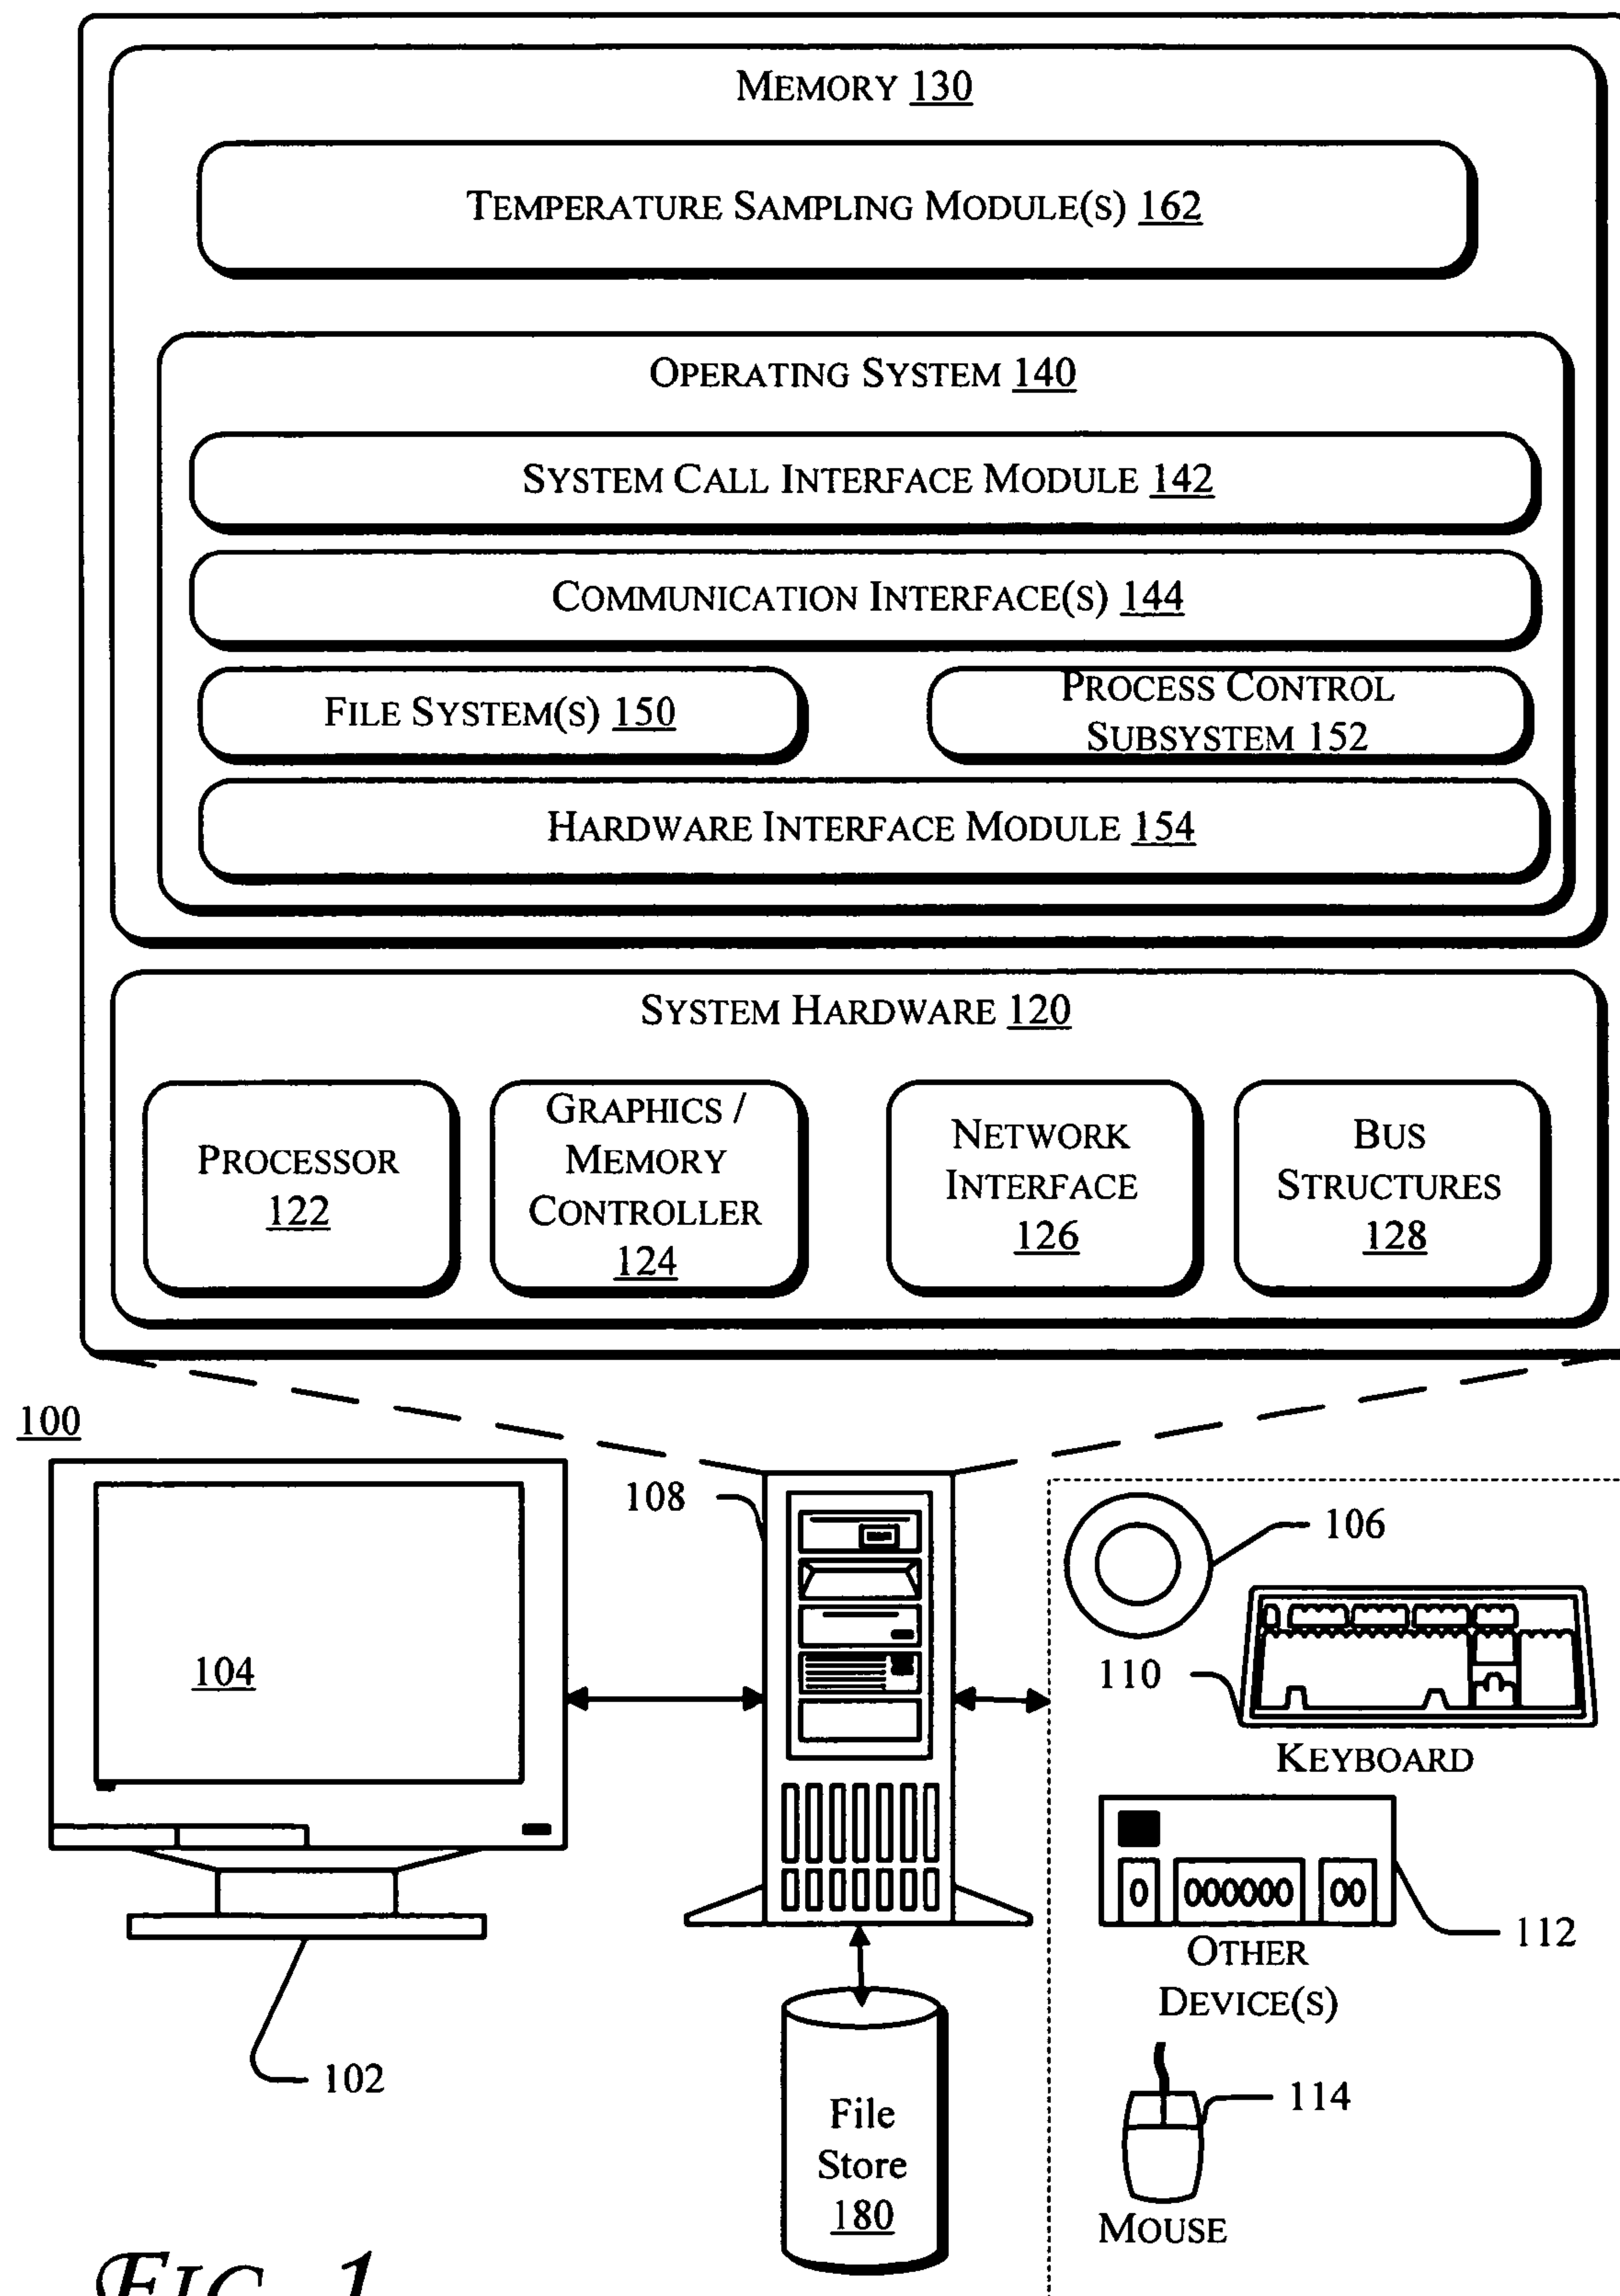 MEMORY 130
TEMPERATURE SAMPLING MODULE(S) 162
OPERATING SYSTEM 140
SYSTEM CALL INTERFACE MODULE 142
COMMUNICATION INTERFACE(S) 144
FILE SYSTEM(S) 150
PROCESS CONTROL
SUBSYSTEM 152
HARDWARE INTERFACE MODULE 154
SYSTEM HARDWARE 120
PROCESSOR
122
GRAPHICS /
MEMORY
CONTROLLER
124
NETWORK
INTERFACE
126
BUS
STRUCTURES
128
100
108
106
104
110
KEYBOARD
112
OTHER
DEVICE(S)
102
114
File
Store
180
MOUSE
FIG. 1